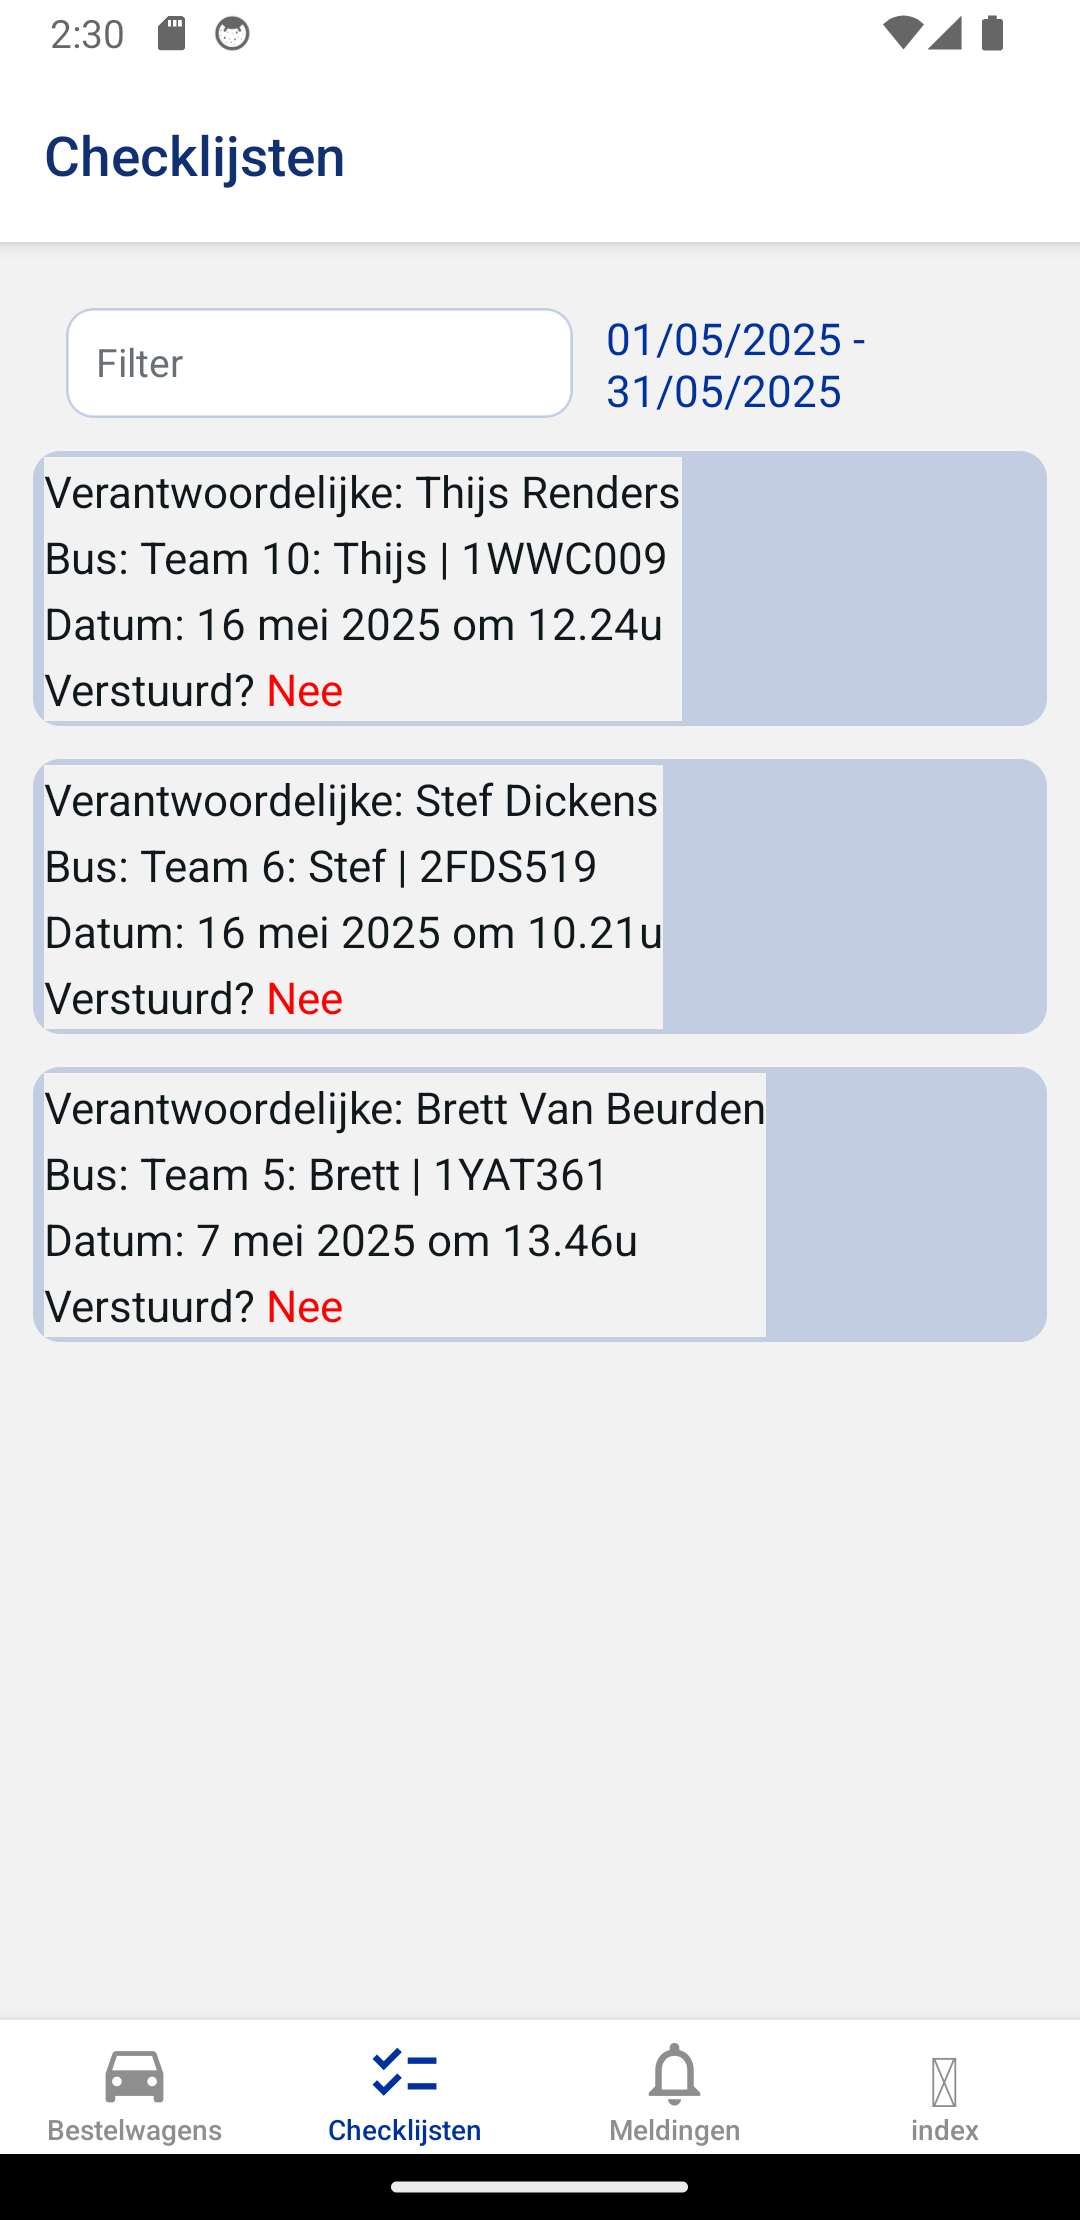 2:30
Checklijsten
Filter
01/05/2025 -
31/05/2025
Verantwoordelijke: Thijs Renders
Bus: Team 10: Thijs | 1WWC009
Datum: 16 mei 2025 om 12.24u
Verstuurd? Nee
Verantwoordelijke: Stef Dickens
Bus: Team 6: Stef | 2FDS519
Datum: 16 mei 2025 om 10.21u
Verstuurd? Nee
Verantwoordelijke: Brett Van Beurden
Bus: Team 5: Brett | 1YAT361
Datum: 7 mei 2025 om 13.46u
Verstuurd? Nee
Bestelwagens
Checklijsten
Meldingen
index